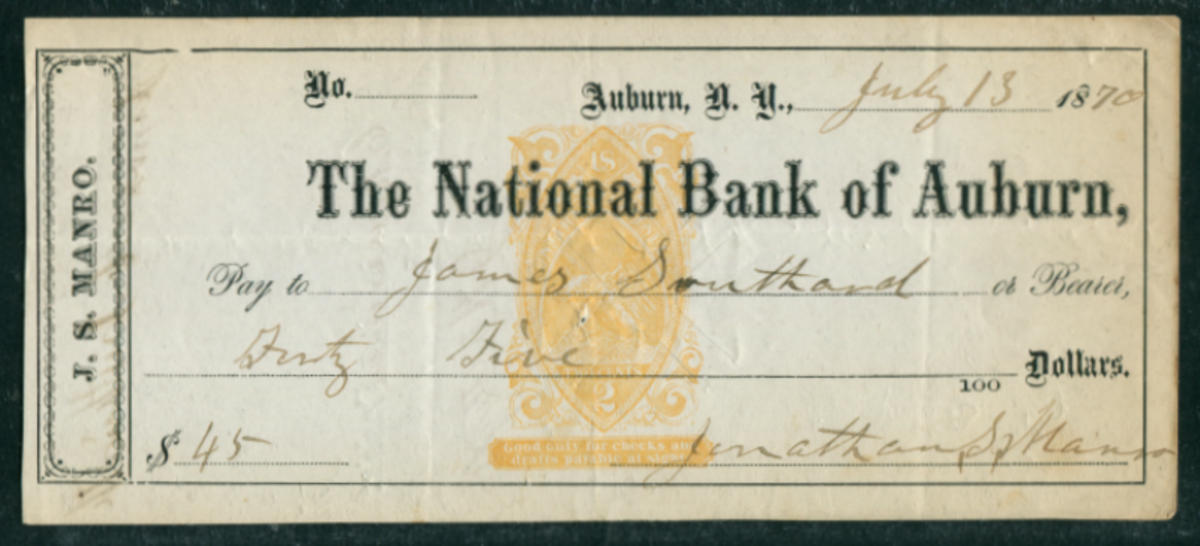 J. S. MANRO.
No.
Auburn, N. Y., July 13 1870
The National Bank of Auburn,
Pay to James Southard or Bearer,
Forty Five
100 Dollars.
$ 45
Jonathan S. Manro
2
Good only for checks and
drafts payable at sight.